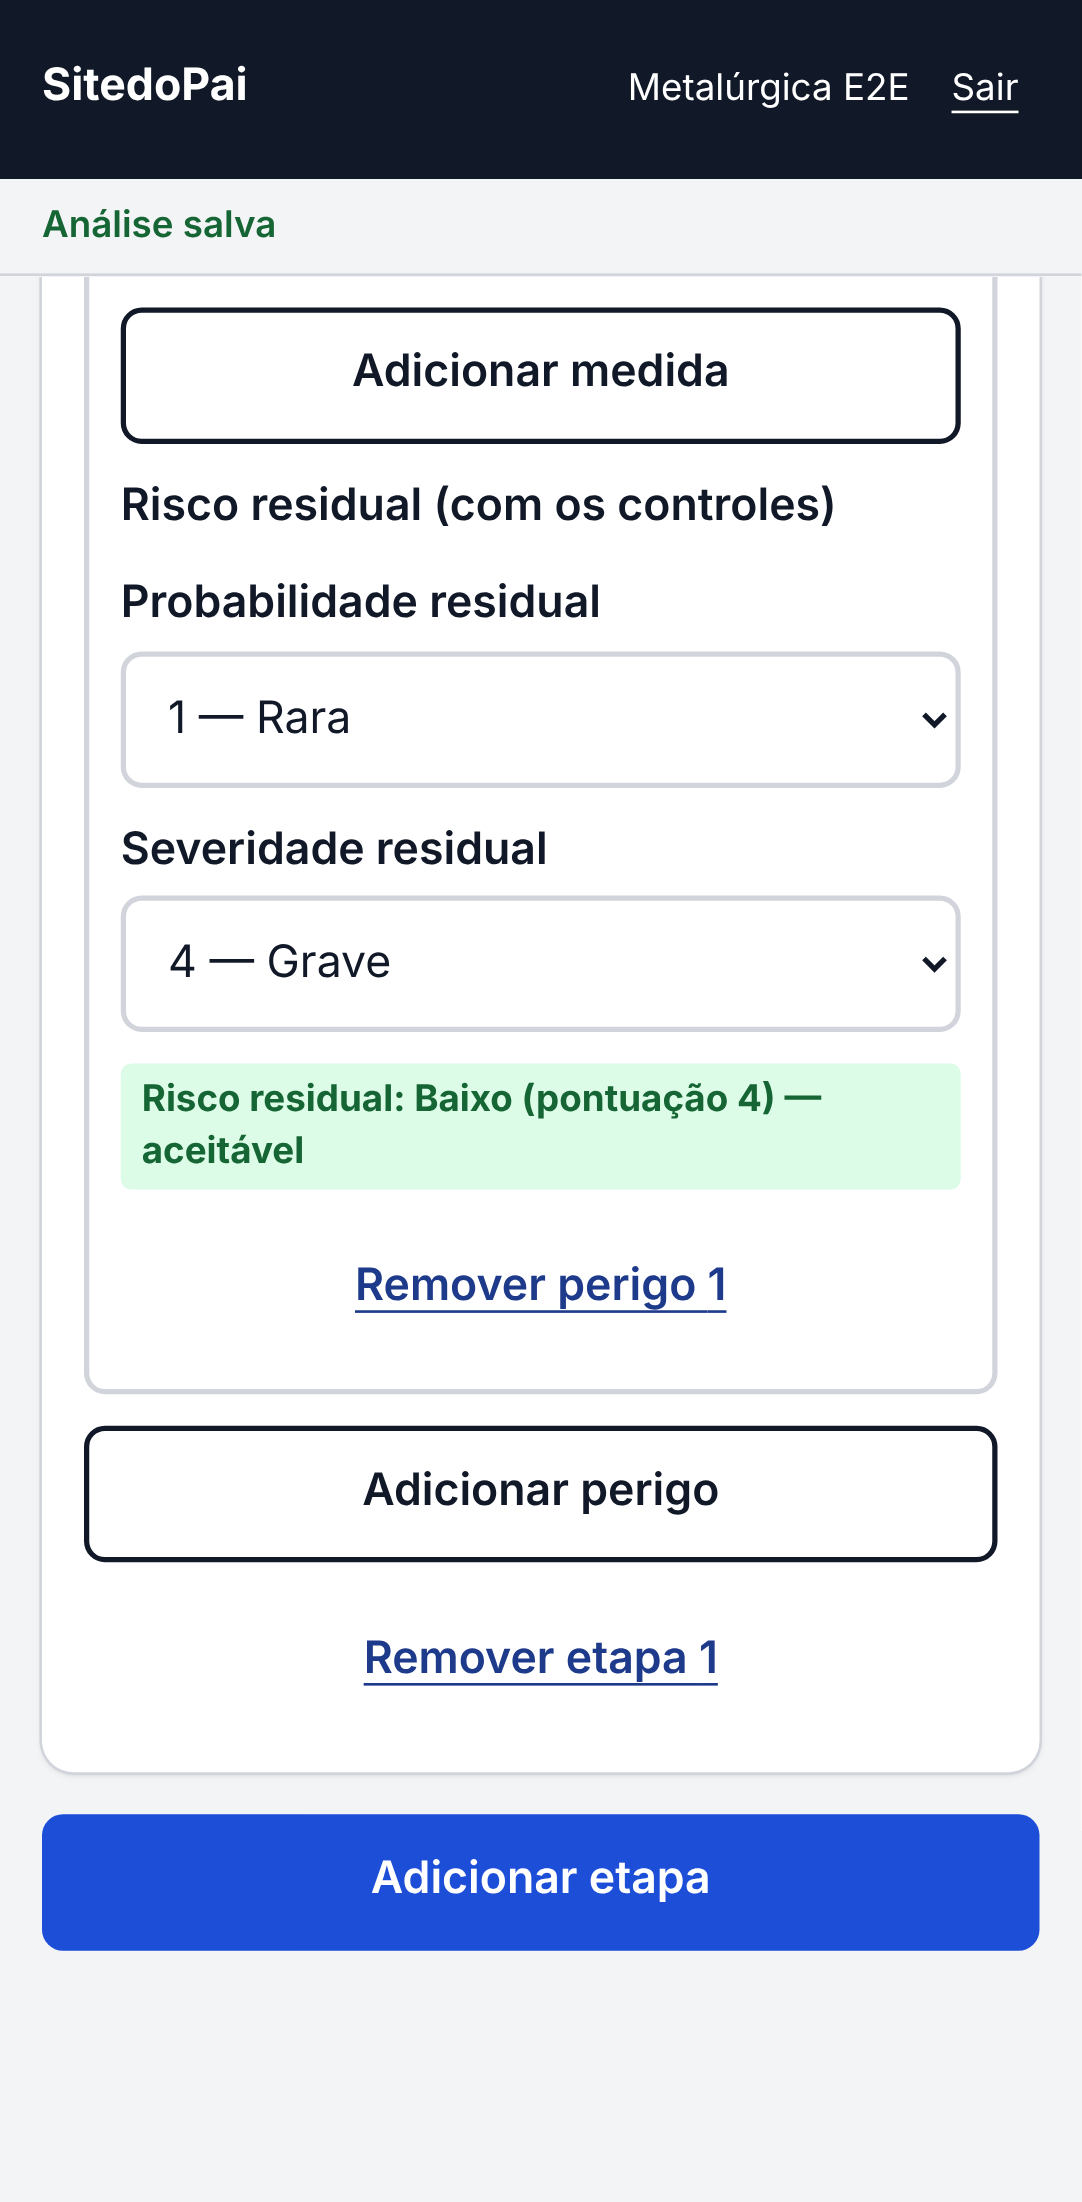 SitedoPai
Metalúrgica E2E
Sair
Análise salva
Adicionar medida
Risco residual (com os controles)
Probabilidade residual
1 — Rara
Severidade residual
4 — Grave
Risco residual: Baixo (pontuação 4) —
aceitável
Remover perigo 1
Adicionar perigo
Remover etapa 1
Adicionar etapa